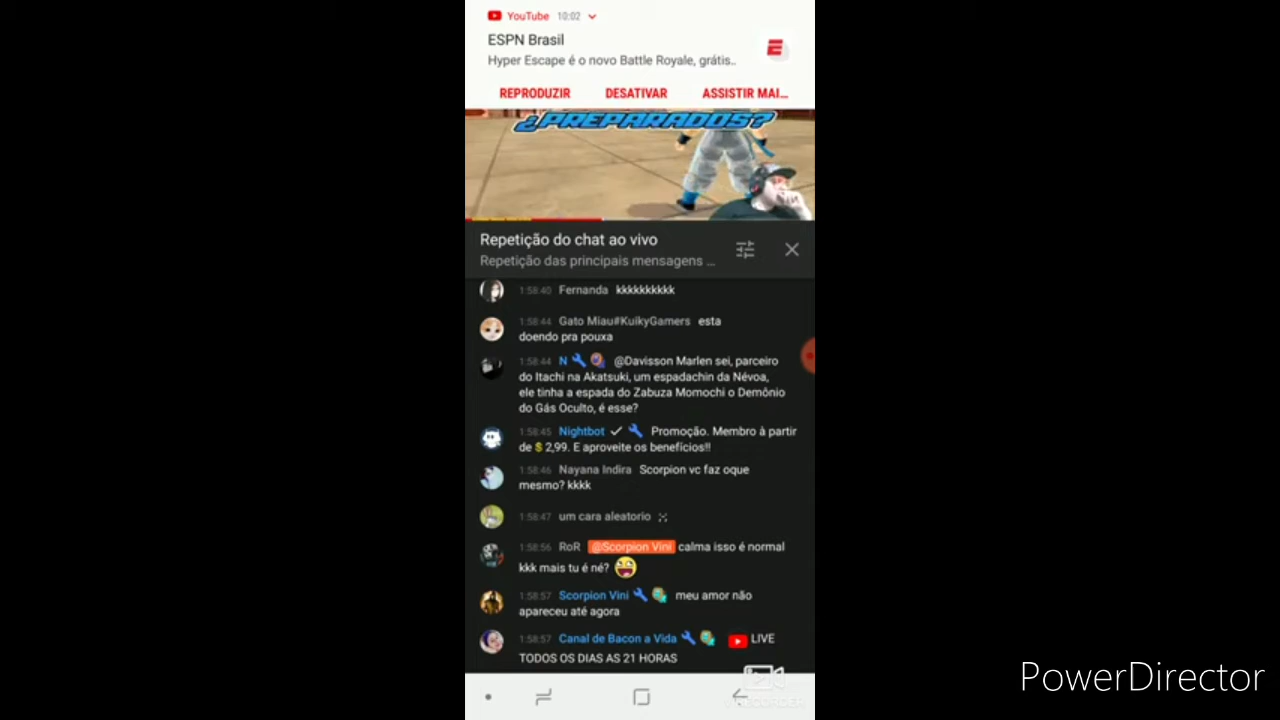 YouTube 10:02
ESPN Brasil
Hyper Escape é o novo Battle Royale, grátis..
REPRODUZIR DESATIVAR ASSISTIR MAI...
¿PREPARADOS?
Repetição do chat ao vivo
Repetição das principais mensagens ...
1:58:40 Fernanda kkkkkkkkkk
1:58:44 Gato Miau#KuikyGamers esta
doendo pra pouxa
1:58:44 N @Davisson Marlen sei, parceiro
do Itachi na Akatsuki, um espadachin da Névoa,
ele tinha a espada do Zabuza Momochi o Demônio
do Gás Oculto, é esse?
1:58:45 Nightbot Promoção. Membro à partir
de $ 2,99. E aproveite os benefícios!!
1:58:46 Nayana Indira Scorpion vc faz oque
mesmo? kkkk
1:58:47 um cara aleatorio
1:58:56 RoR @Scorpion Vini calma isso é normal
kkk mais tu é né?
1:58:57 Scorpion Vini meu amor não
apareceu até agora
1:58:57 Canal de Bacon a Vida LIVE
TODOS OS DIAS AS 21 HORAS
RECORDER
PowerDirector